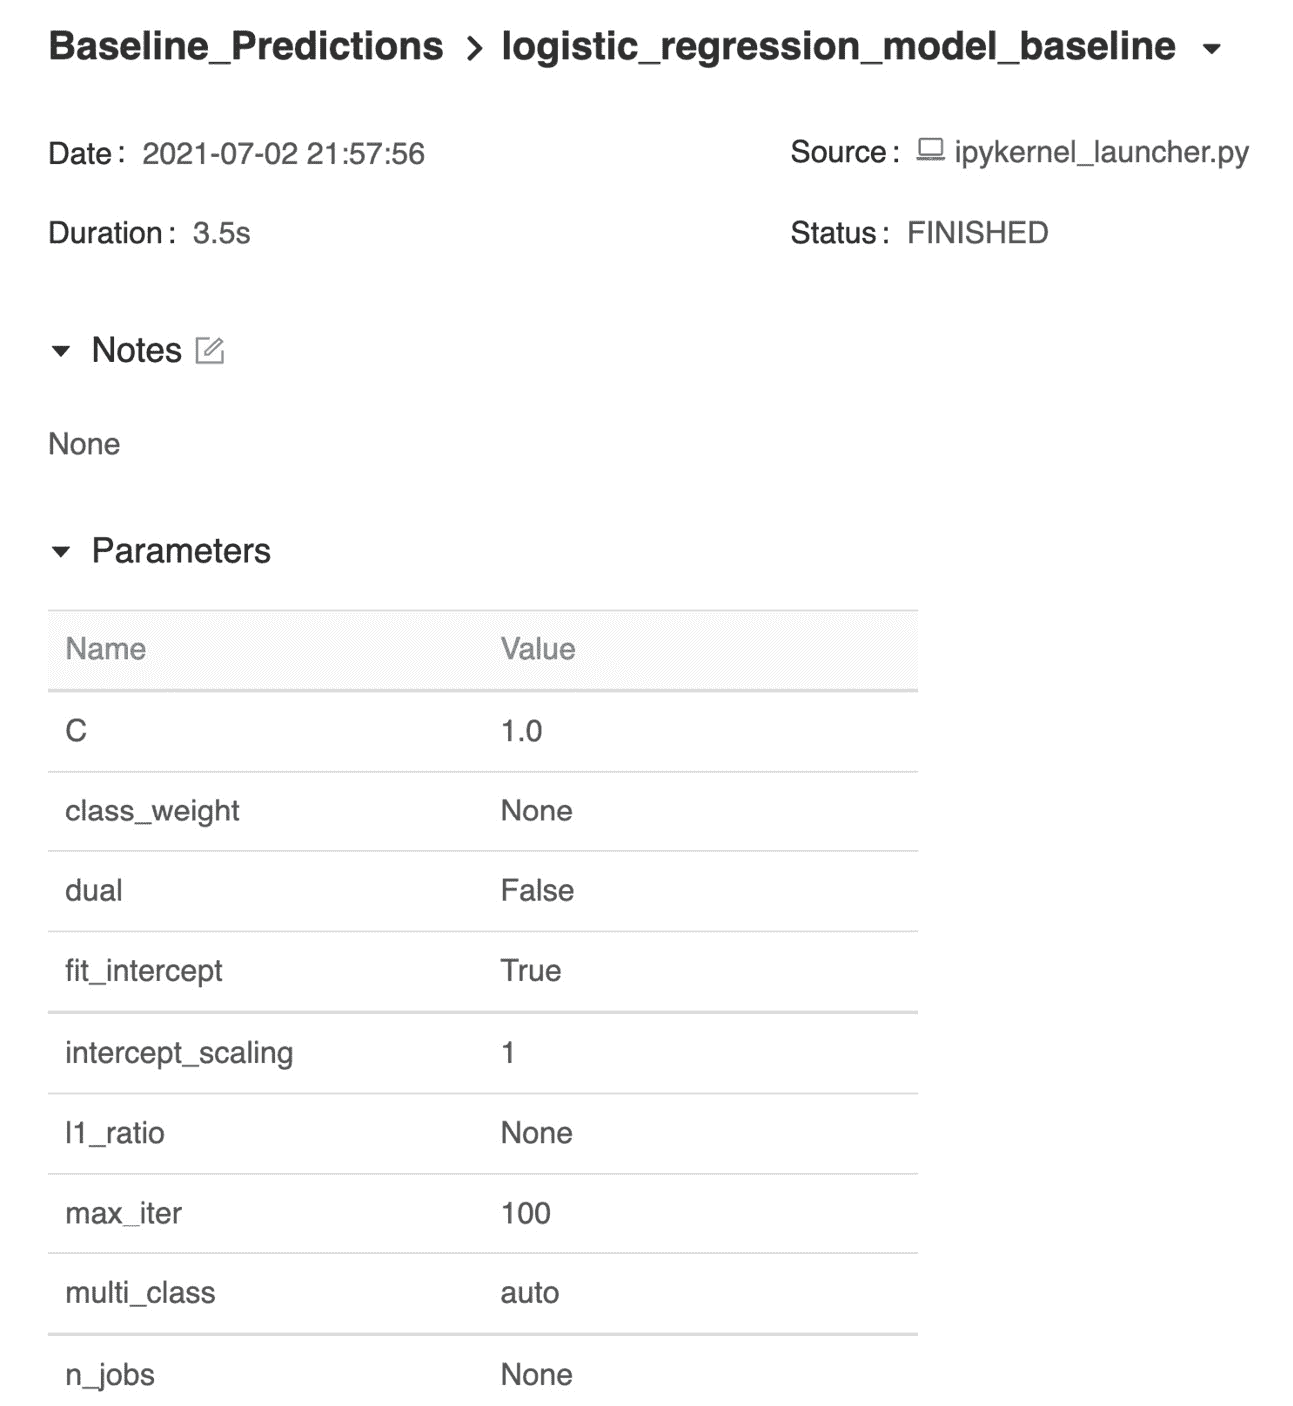 Baseline_Predictions > logistic_regression_model_baseline
Date: 2021-07-02 21:57:56
Source: ipykernel_launcher.py
Duration: 3.5s
Status: FINISHED
Notes
None
Parameters
Name Value
C 1.0
class_weight None
dual False
fit_intercept True
intercept_scaling 1
l1_ratio None
max_iter 100
multi_class auto
n_jobs None